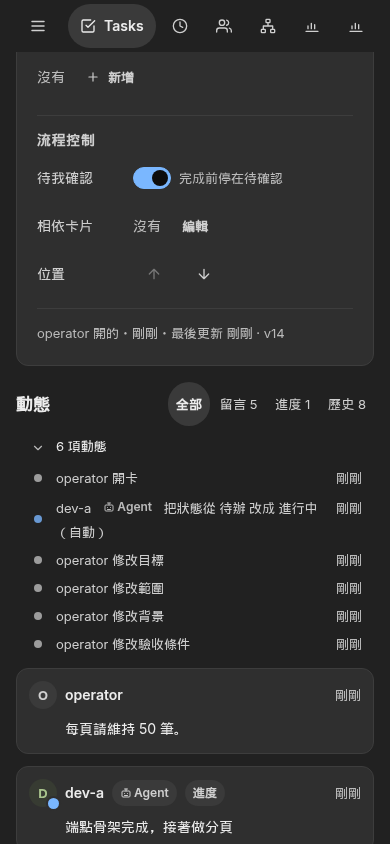 Tasks
沒有 + 新增
流程控制
待我確認 完成前停在待確認
相依卡片 沒有 編輯
位置 ↑ ↓
operator 開的・剛剛・最後更新 剛剛 · v14
動態 全部 留言 5 進度 1 歷史 8
6 項動態
operator 開卡 剛剛
dev-a Agent 把狀態從 待辦 改成 進行中 剛剛
（自動）
operator 修改目標 剛剛
operator 修改範圍 剛剛
operator 修改背景 剛剛
operator 修改驗收條件 剛剛
O operator 剛剛
每頁請維持 50 筆。
D dev-a Agent 進度 剛剛
端點骨架完成，接著做分頁